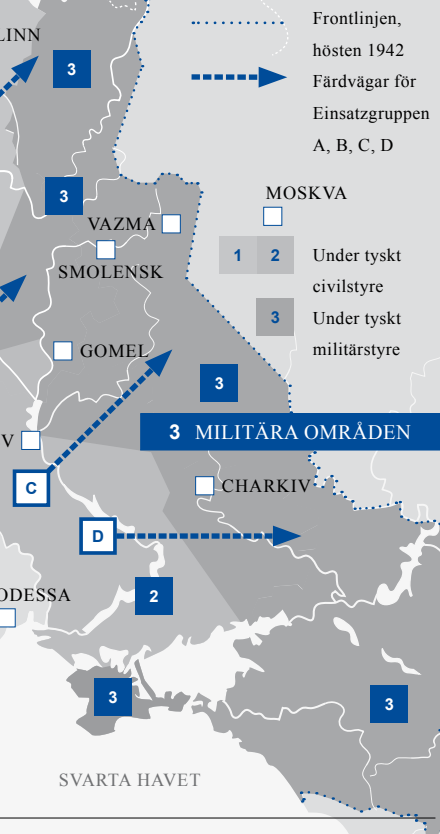 LINN
Frontlinjen,
hösten 1942
Färdvägar för
Einsatzgruppen
A, B, C, D
3
3
MOSKVA
VAZMA
SMOLENSK
1 2 Under tyskt
civilstyre
3 Under tyskt
militärstyre
GOMEL
3
3 MILITÄRA OMRÅDEN
V
C
CHARKIV
D
2
ODESSA
3
3
SVARTA HAVET